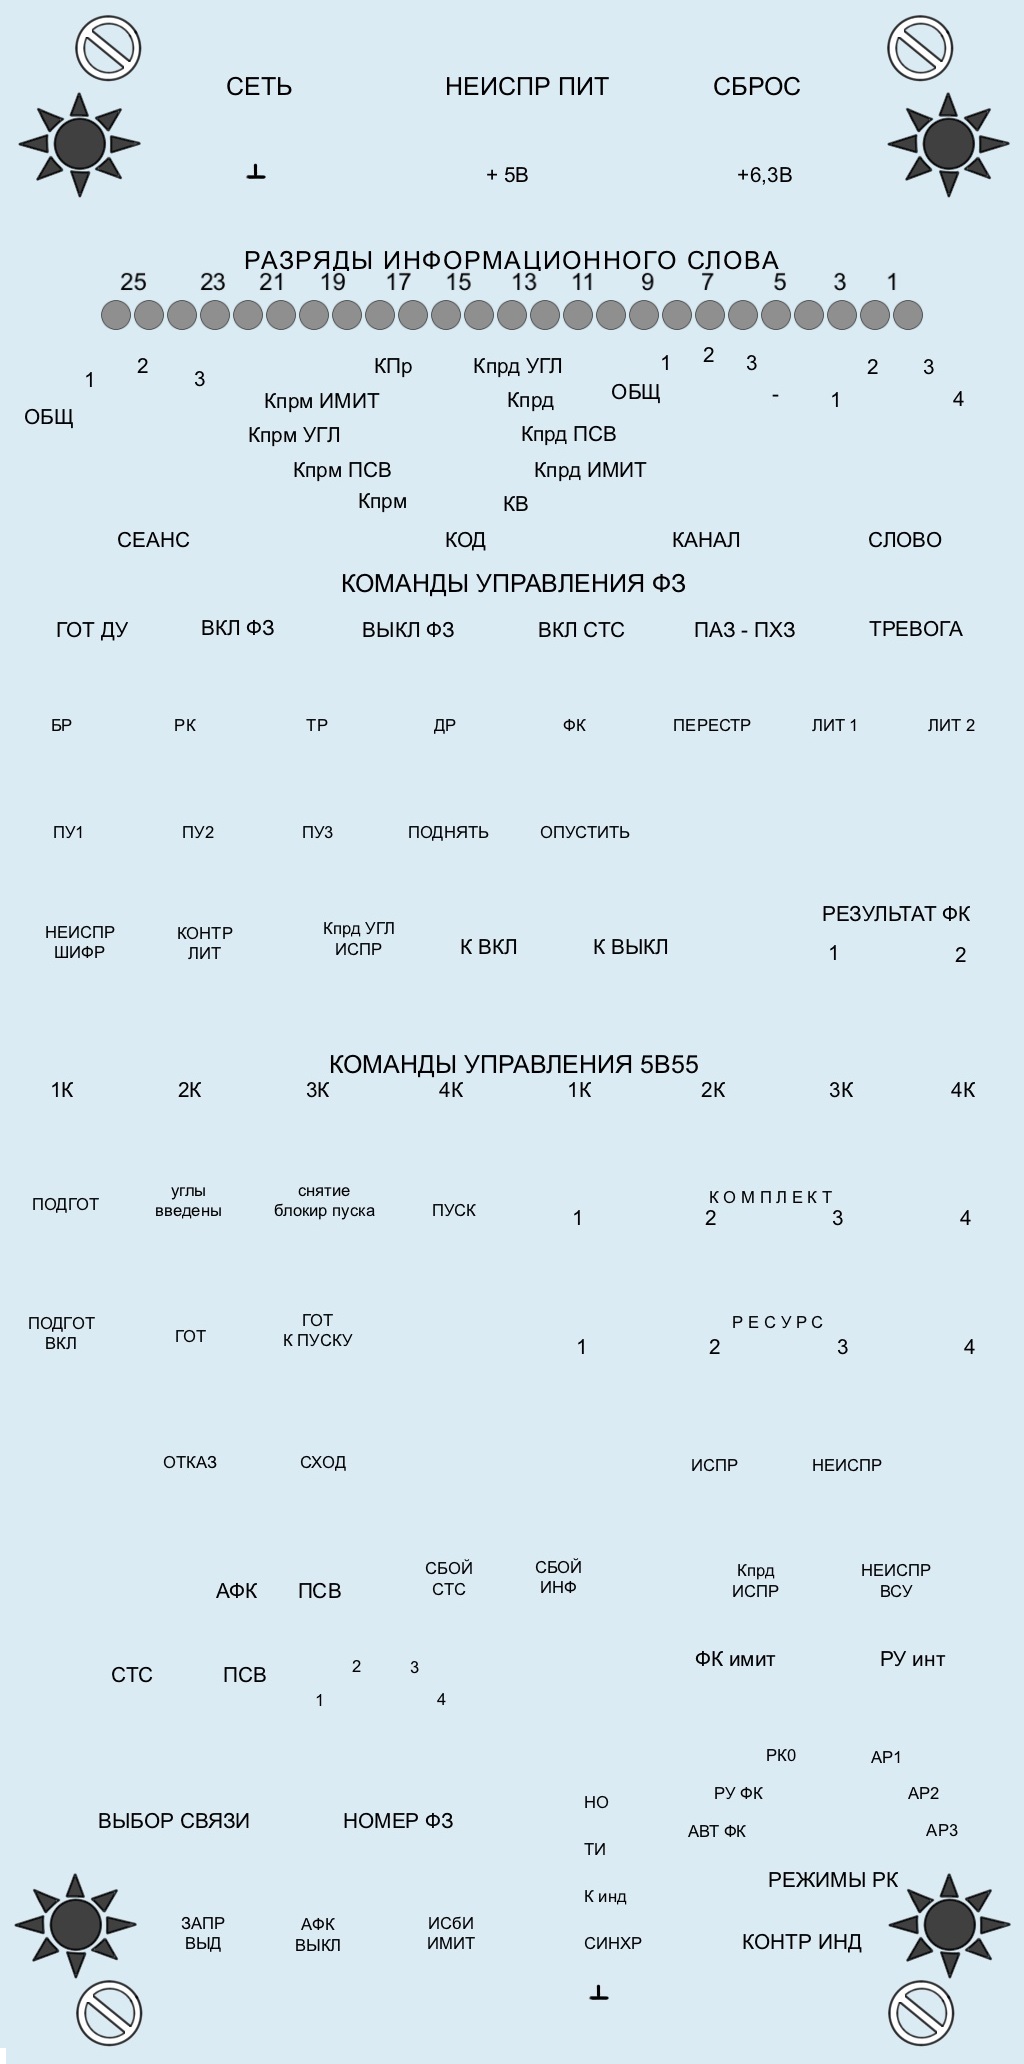 СЕТЬ НЕИСПР ПИТ СБРОС
+ 5В +6,3В
РАЗРЯДЫ ИНФОРМАЦИОННОГО СЛОВА
25 23 21 19 17 15 13 11 9 7 5 3 1
1 2 3 КПр Кпрд УГЛ 1 2 3 2 3
ОБЩ Кпрм ИМИТ Кпрд ОБЩ - 1 4
Кпрм УГЛ Кпрд ПСВ
Кпрм ПСВ Кпрд ИМИТ
Кпрм КВ
СЕАНС КОД КАНАЛ СЛОВО
КОМАНДЫ УПРАВЛЕНИЯ ФЗ
ГОТ ДУ ВКЛ ФЗ ВЫКЛ ФЗ ВКЛ СТС ПАЗ - ПХЗ ТРЕВОГА
БР РК ТР ДР ФК ПЕРЕСТР ЛИТ 1 ЛИТ 2
ПУ1 ПУ2 ПУ3 ПОДНЯТЬ ОПУСТИТЬ
РЕЗУЛЬТАТ ФК
НЕИСПР КОНТР Кпрд УГЛ
ШИФР ЛИТ ИСПР К ВКЛ К ВЫКЛ 1 2
КОМАНДЫ УПРАВЛЕНИЯ 5В55
1К 2К 3К 4К 1К 2К 3К 4К
углы снятие КОМПЛЕКТ
ПОДГОТ введены блокир пуска ПУСК 1 2 3 4
ПОДГОТ ГОТ РЕСУРС
ВКЛ ГОТ К ПУСКУ 1 2 3 4
ОТКАЗ СХОД ИСПР НЕИСПР
СБОЙ СБОЙ Кпрд НЕИСПР
АФК ПСВ СТС ИНФ ИСПР ВСУ
ФК имит РУ инт
СТС ПСВ 2 3
1 4
РК0 АР1
НО РУ ФК АР2
ВЫБОР СВЯЗИ НОМЕР ФЗ АВТ ФК АР3
ТИ
РЕЖИМЫ РК
К инд
ЗАПР АФК ИСбИ
ВЫД ВЫКЛ ИМИТ СИНХР КОНТР ИНД